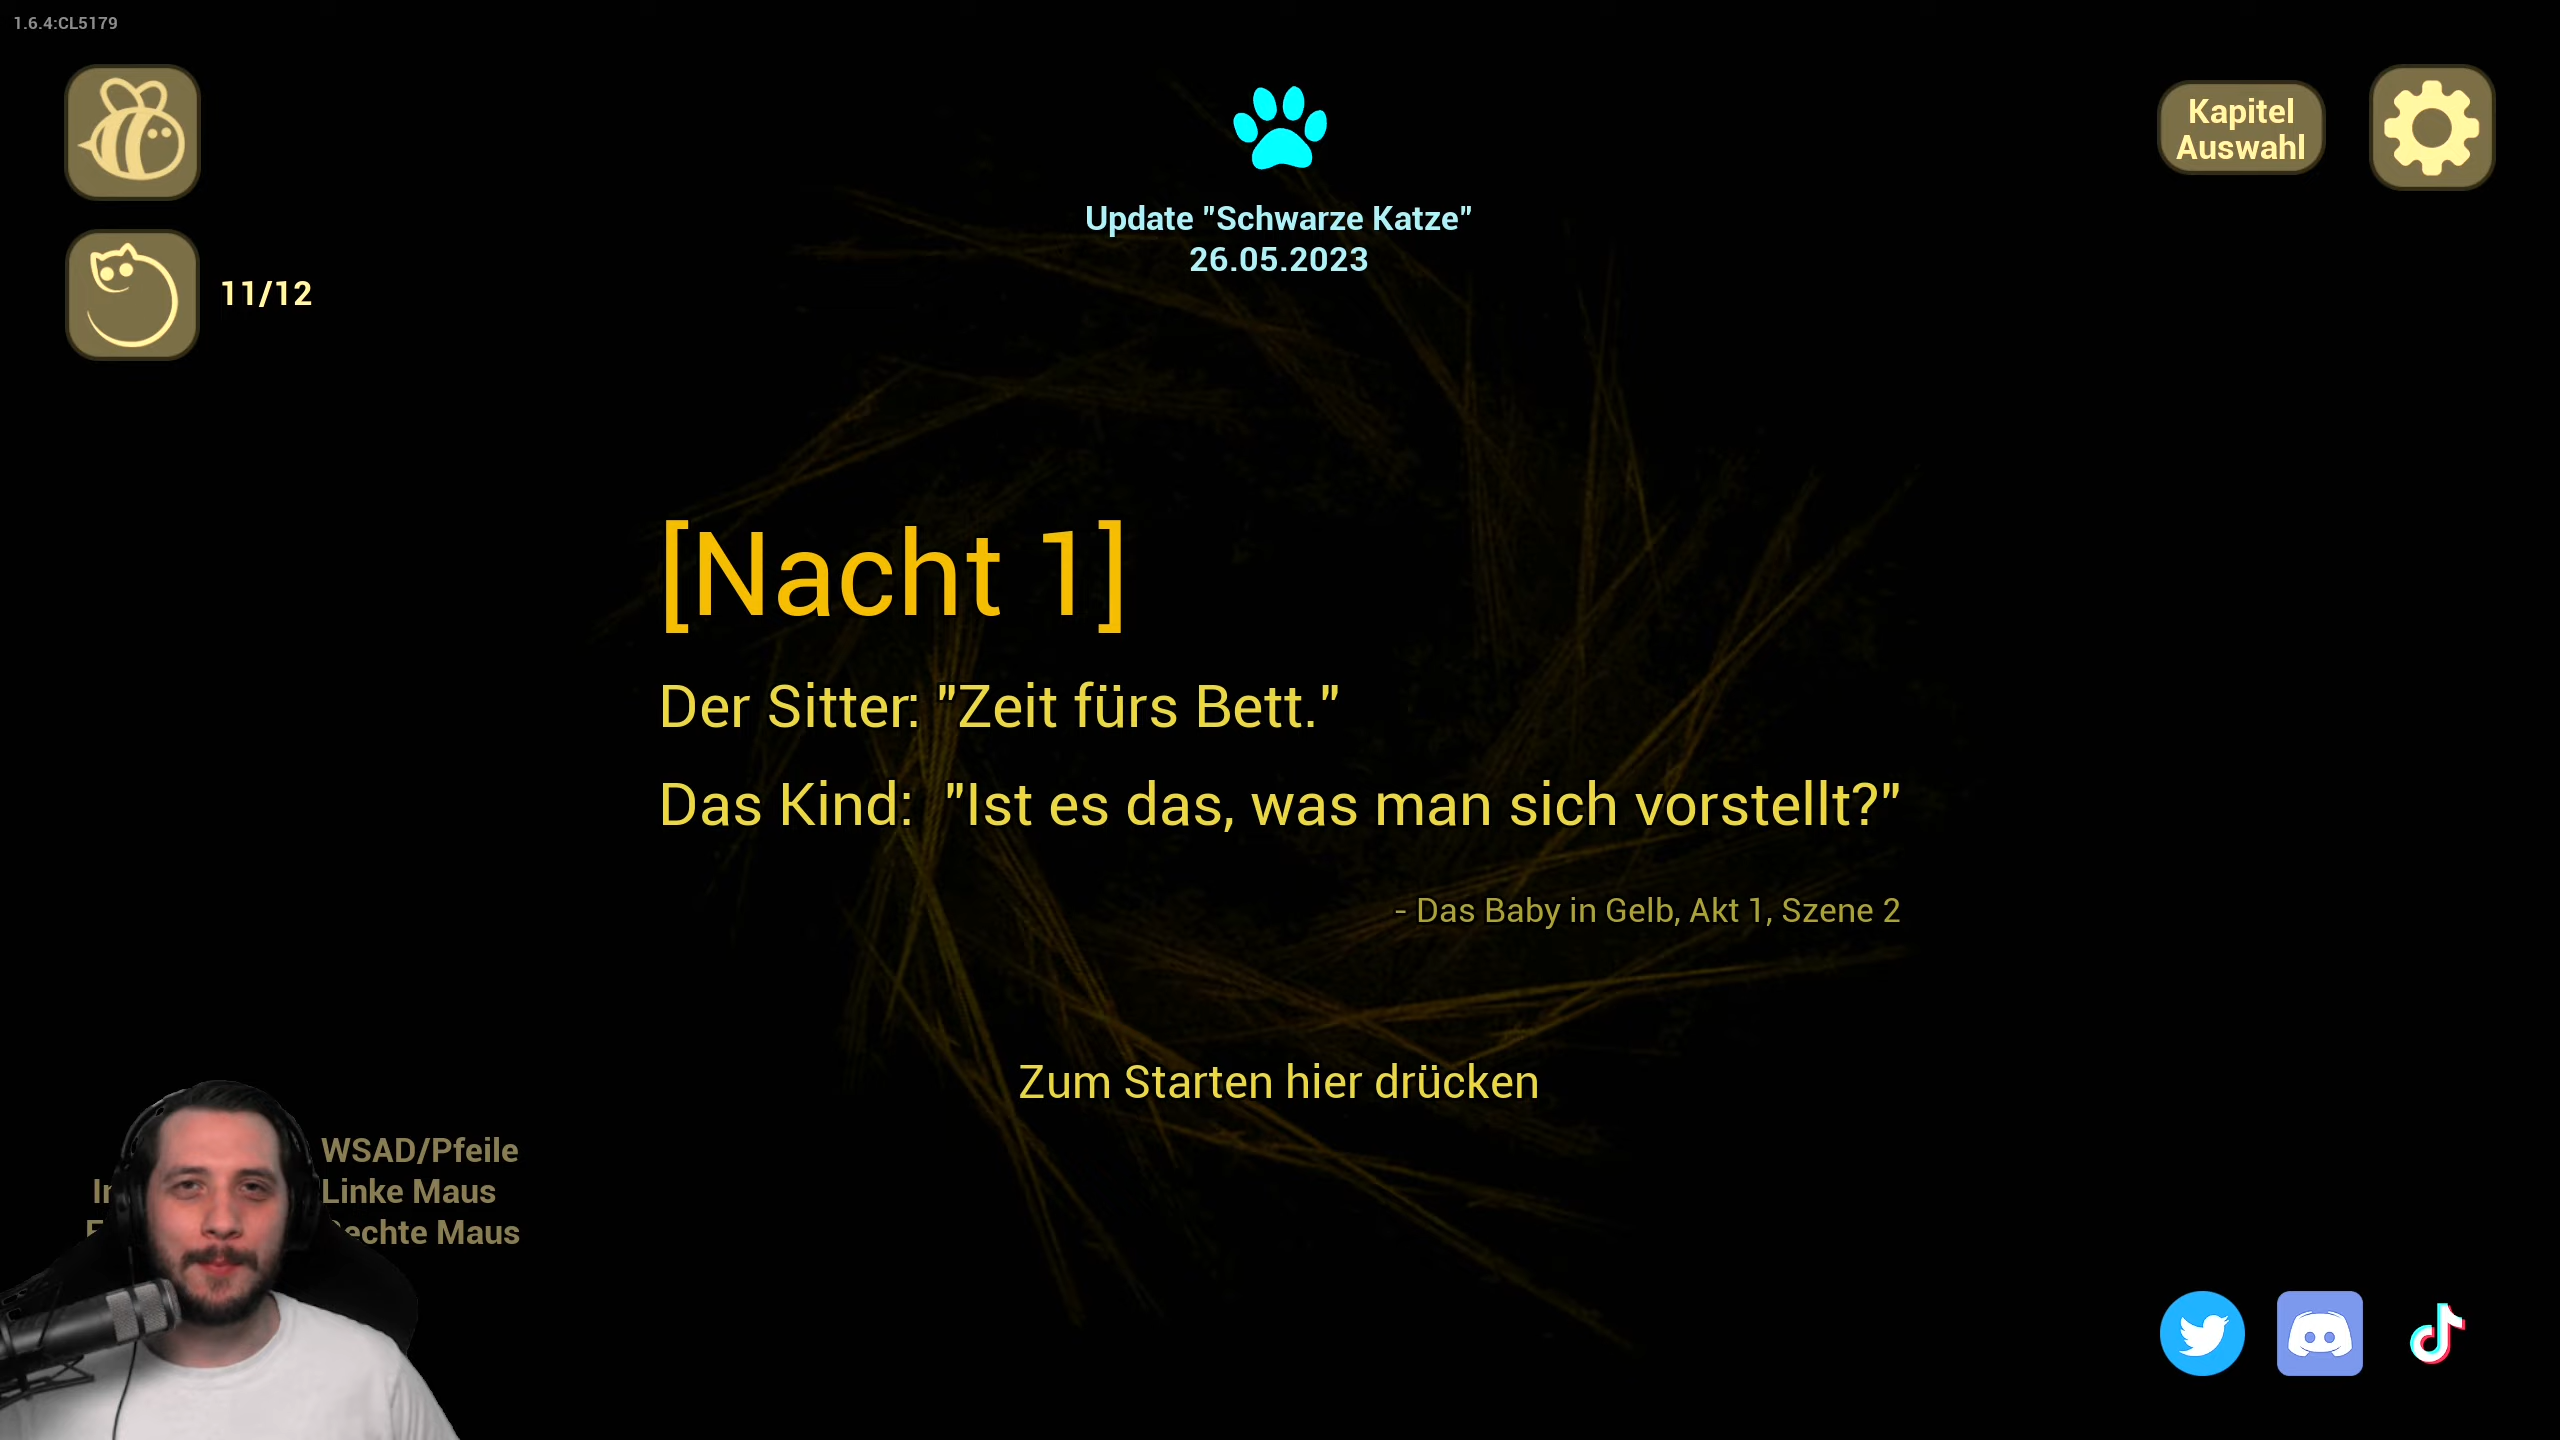 1.6.4:CL5179
Kapitel
Auswahl
Update "Schwarze Katze"
26.05.2023
11/12
[Nacht 1]
Der Sitter: "Zeit fürs Bett."
Das Kind:  "Ist es das, was man sich vorstellt?"
- Das Baby in Gelb, Akt 1, Szene 2
Zum Starten hier drücken
WSAD/Pfeile
Linke Maus
Maus